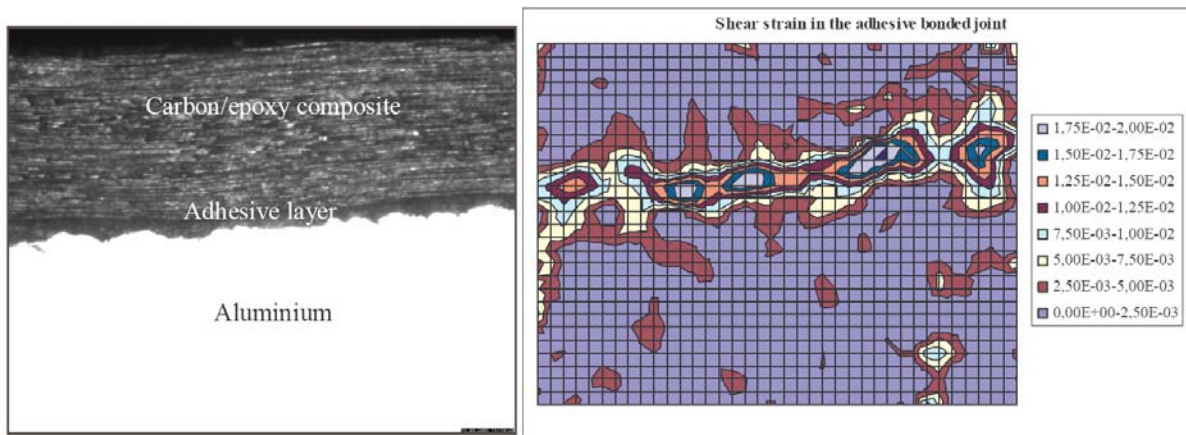 Carbon/epoxy composite
Adhesive layer
Aluminium
Shear strain in the adhesive bonded joint
1,75E-02-2,00E-02
1,50E-02-1,75E-02
1,25E-02-1,50E-02
1,00E-02-1,25E-02
7,50E-03-1,00E-02
5,00E-03-7,50E-03
2,50E-03-5,00E-03
0,00E+00-2,50E-03